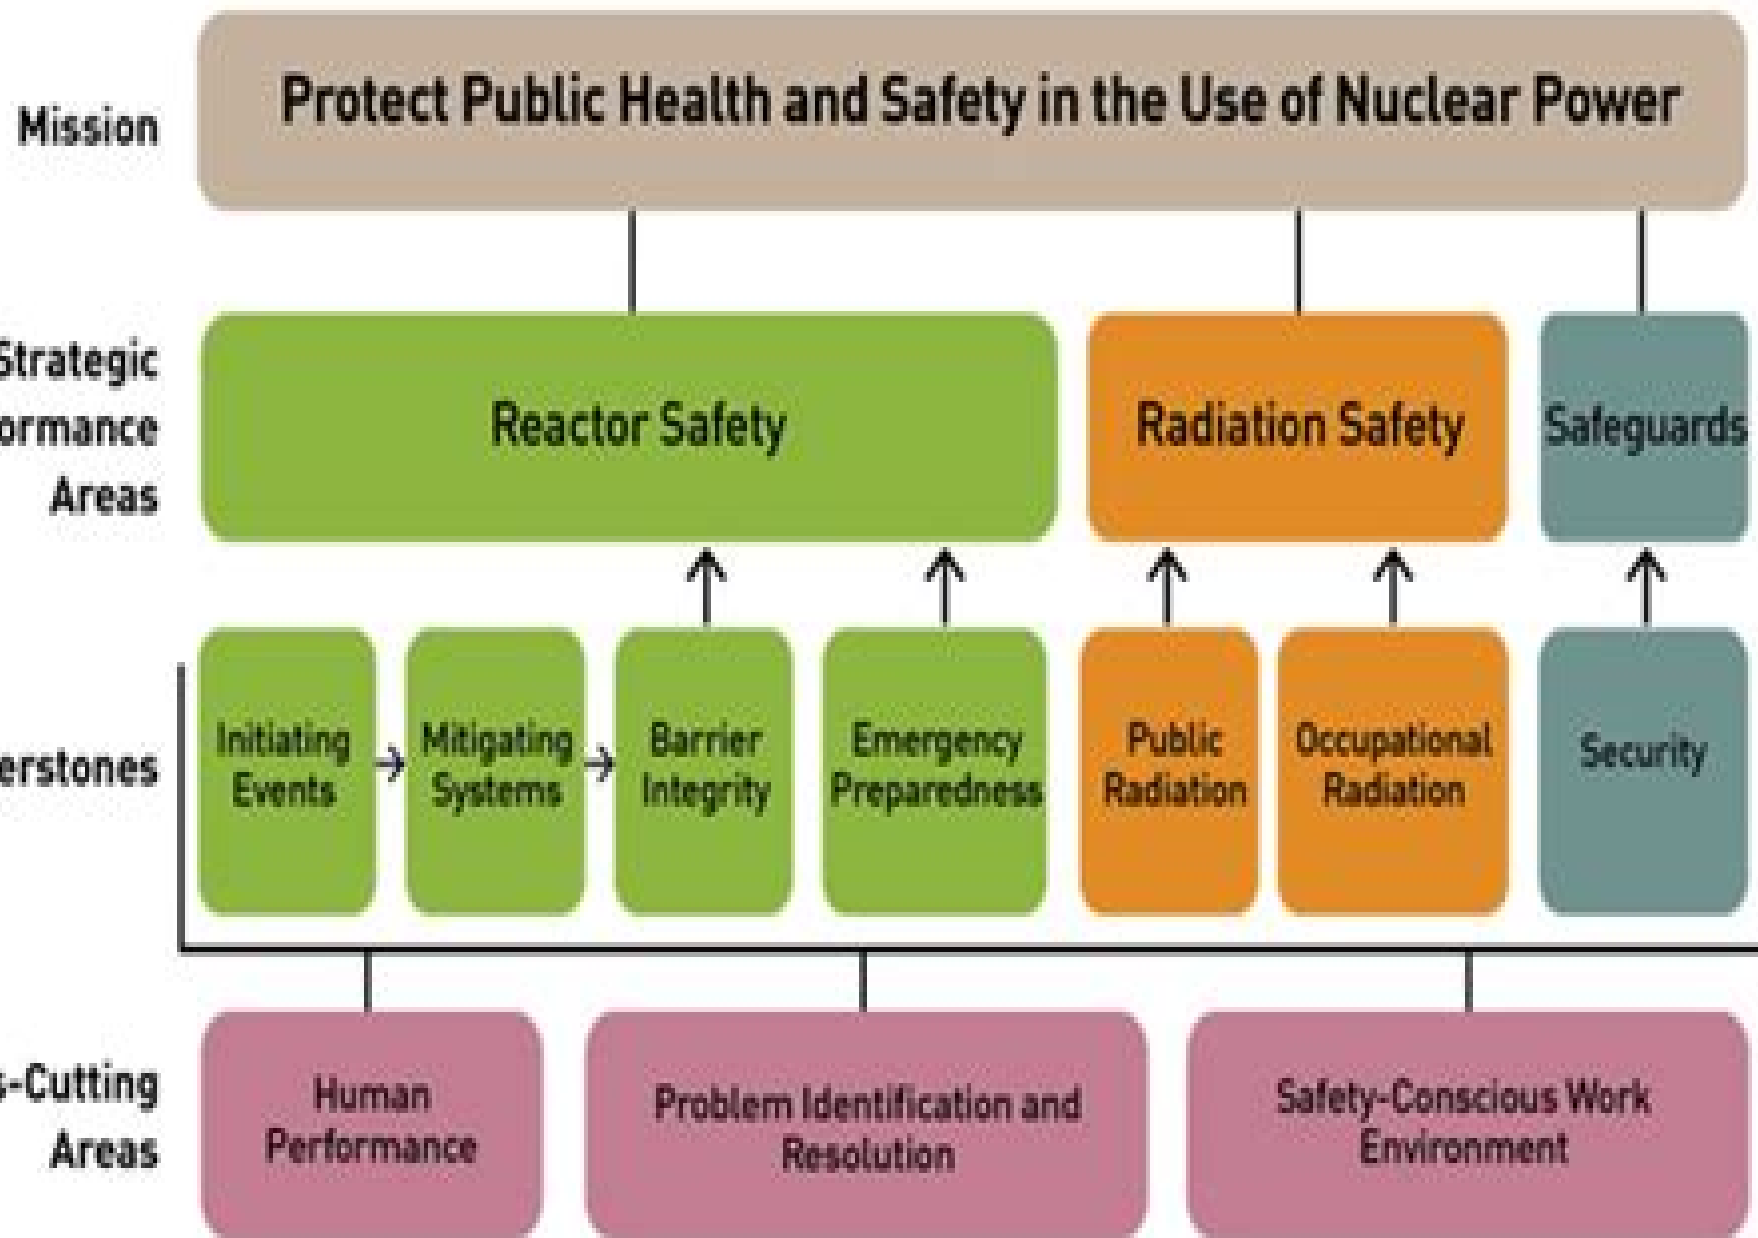 Mission
Protect Public Health and Safety in the Use of Nuclear Power
Strategic
ormance
Areas
Reactor Safety
Radiation Safety
Safeguards
erstones
Initiating
Events
Mitigating
Systems
Barrier
Integrity
Emergency
Preparedness
Public
Radiation
Occupational
Radiation
Security
s-Cutting
Areas
Human
Performance
Problem Identification and
Resolution
Safety-Conscious Work
Environment